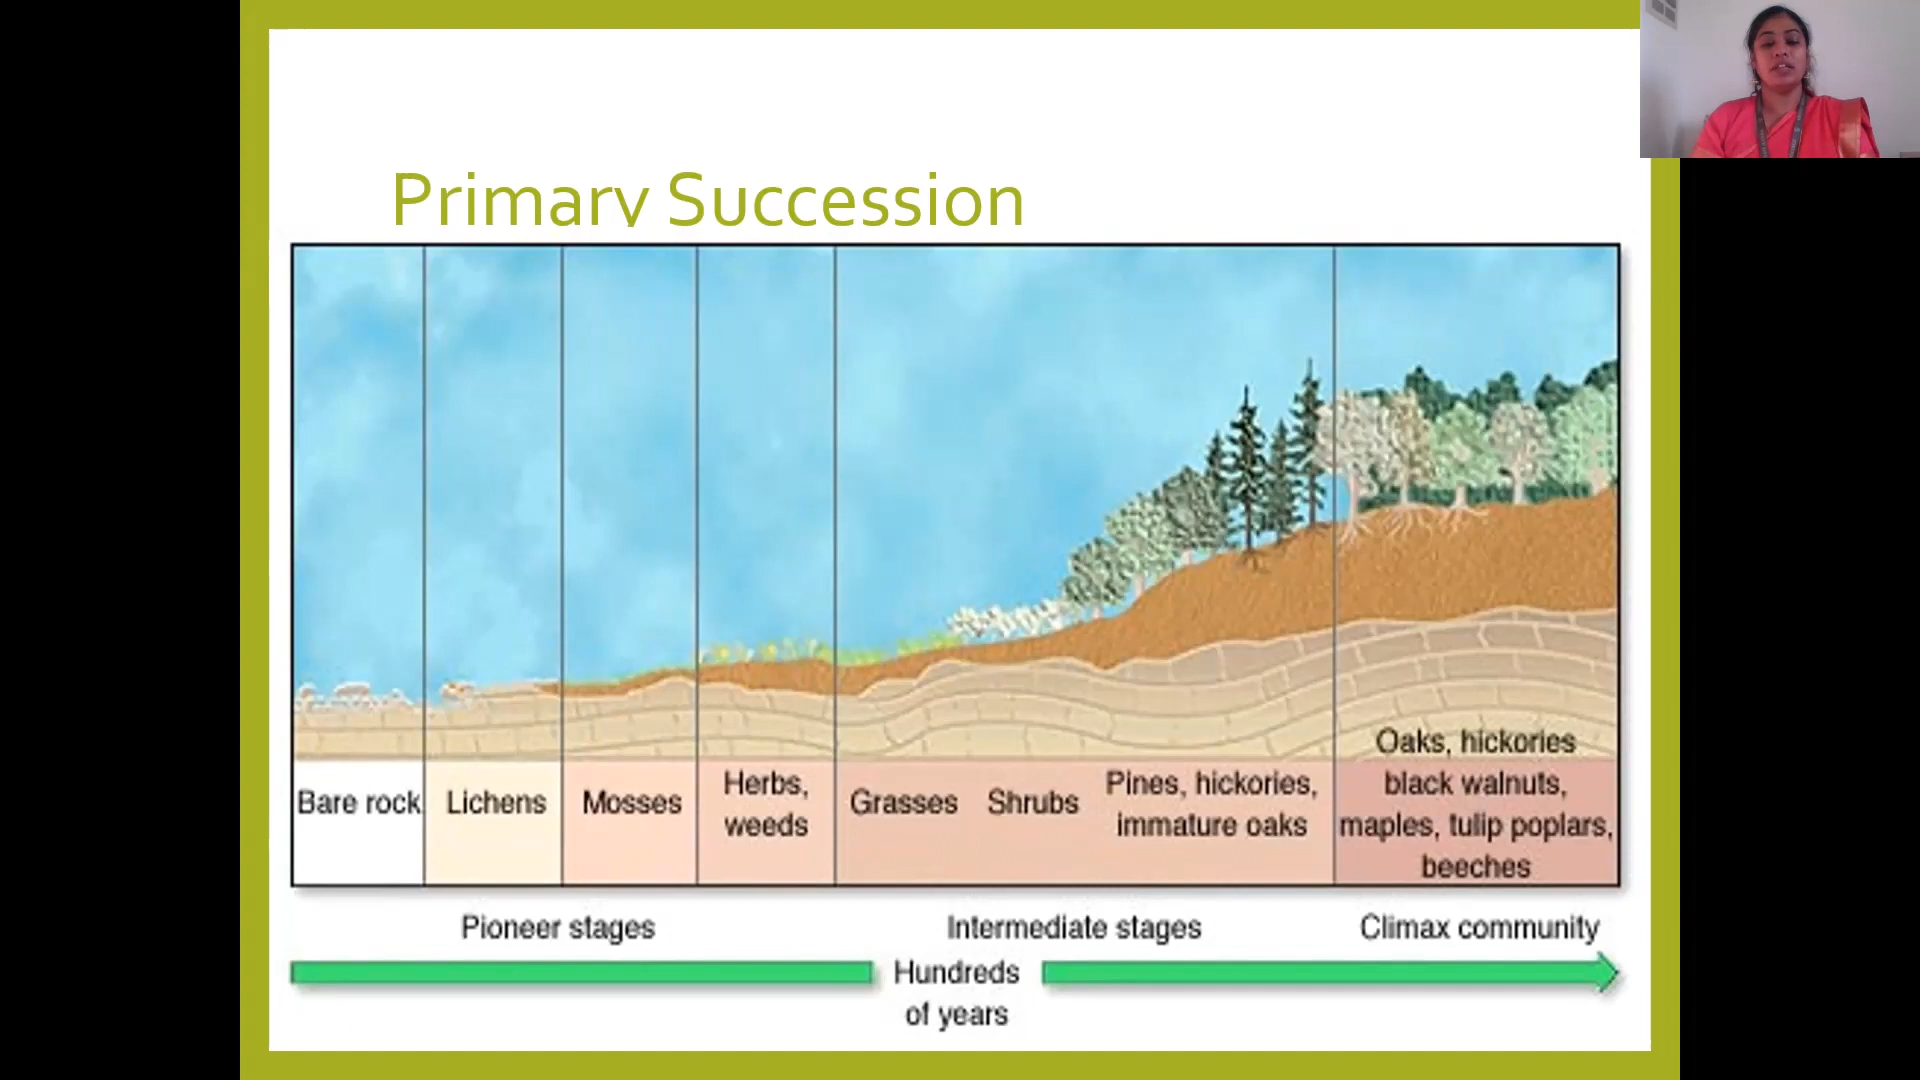 Primary Succession
Bare rock
Lichens
Mosses
Herbs,
weeds
Grasses
Shrubs
Pines, hickories,
immature oaks
Oaks, hickories
black walnuts,
maples, tulip poplars,
beeches
Pioneer stages
Intermediate stages
Climax community
Hundreds
of years